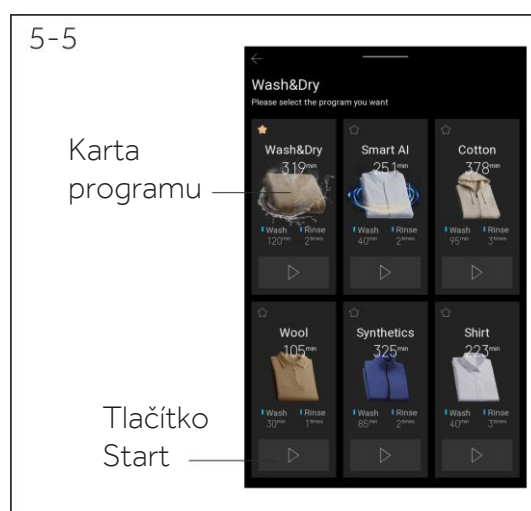 5-5
Wash&Dry
Please select the program you want
Karta
programu
Wash&Dry
319min
Wash Rinse
120min 2times
Smart AI
251min
Wash Rinse
40min 2times
Cotton
378min
Wash Rinse
95min 3times
Wool
105min
Wash Rinse
30min 1times
Synthetics
325min
Wash Rinse
85min 2times
Shirt
223min
Wash Rinse
40min 3times
Tlačítko
Start